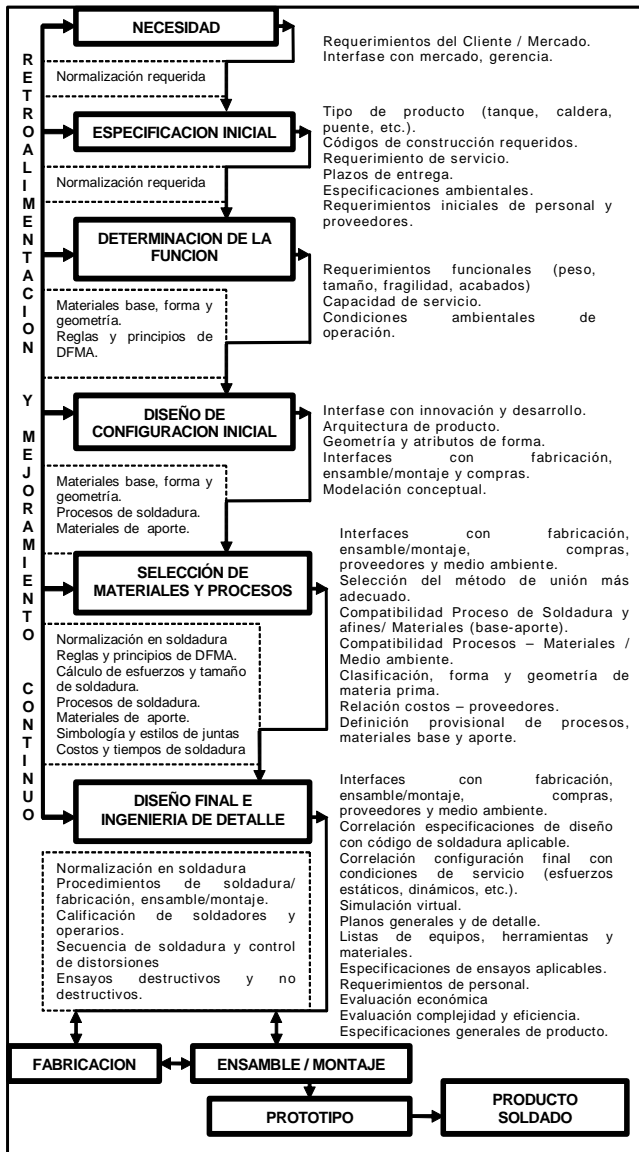 RETROALIMENTACION Y MEJORAMIENTO CONTINUO
NECESIDAD
Requerimientos del Cliente / Mercado.
Interfase con mercado, gerencia.
Normalización requerida
ESPECIFICACION INICIAL
Tipo de producto (tanque, caldera,
puente, etc.).
Códigos de construcción requeridos.
Requerimiento de servicio.
Plazos de entrega.
Especificaciones ambientales.
Requerimientos iniciales de personal y
proveedores.
Normalización requerida
DETERMINACION DE LA
FUNCION
Requerimientos funcionales (peso,
tamaño, fragilidad, acabados)
Capacidad de servicio.
Condiciones ambientales de
operación.
Materiales base, forma y
geometría.
Reglas y principios de
DFMA.
DISEÑO DE
CONFIGURACION INICIAL
Interfase con innovación y desarrollo.
Arquitectura de producto.
Geometría y atributos de forma.
Interfaces con fabricación,
ensamble/montaje y compras.
Modelación conceptual.
Materiales base, forma y
geometría.
Procesos de soldadura.
Materiales de aporte.
SELECCIÓN DE
MATERIALES Y PROCESOS
Interfaces con fabricación,
ensamble/montaje, compras,
proveedores y medio ambiente.
Selección del método de unión más
adecuado.
Compatibilidad Proceso de Soldadura y
afines/ Materiales (base-aporte).
Compatibilidad Procesos – Materiales /
Medio ambiente.
Clasificación, forma y geometría de
materia prima.
Relación costos – proveedores.
Definición provisional de procesos,
materiales base y aporte.
Normalización en soldadura
Reglas y principios de DFMA.
Cálculo de esfuerzos y tamaño
de soldadura.
Procesos de soldadura.
Materiales de aporte.
Simbología y estilos de juntas
Costos y tiempos de soldadura
DISEÑO FINAL E
INGENIERIA DE DETALLE
Interfaces con fabricación,
ensamble/montaje, compras,
proveedores y medio ambiente.
Correlación especificaciones de diseño
con código de soldadura aplicable.
Correlación configuración final con
condiciones de servicio (esfuerzos
estáticos, dinámicos, etc.).
Simulación virtual.
Planos generales y de detalle.
Listas de equipos, herramientas y
materiales.
Especificaciones de ensayos aplicables.
Requerimientos de personal.
Evaluación económica
Evaluación complejidad y eficiencia.
Especificaciones generales de producto.
Normalización en soldadura
Procedimientos de soldadura/
fabricación, ensamble/montaje.
Calificación de soldadores y
operarios.
Secuencia de soldadura y control
de distorsiones
Ensayos destructivos y no
destructivos.
FABRICACION
ENSAMBLE / MONTAJE
PROTOTIPO
PRODUCTO
SOLDADO